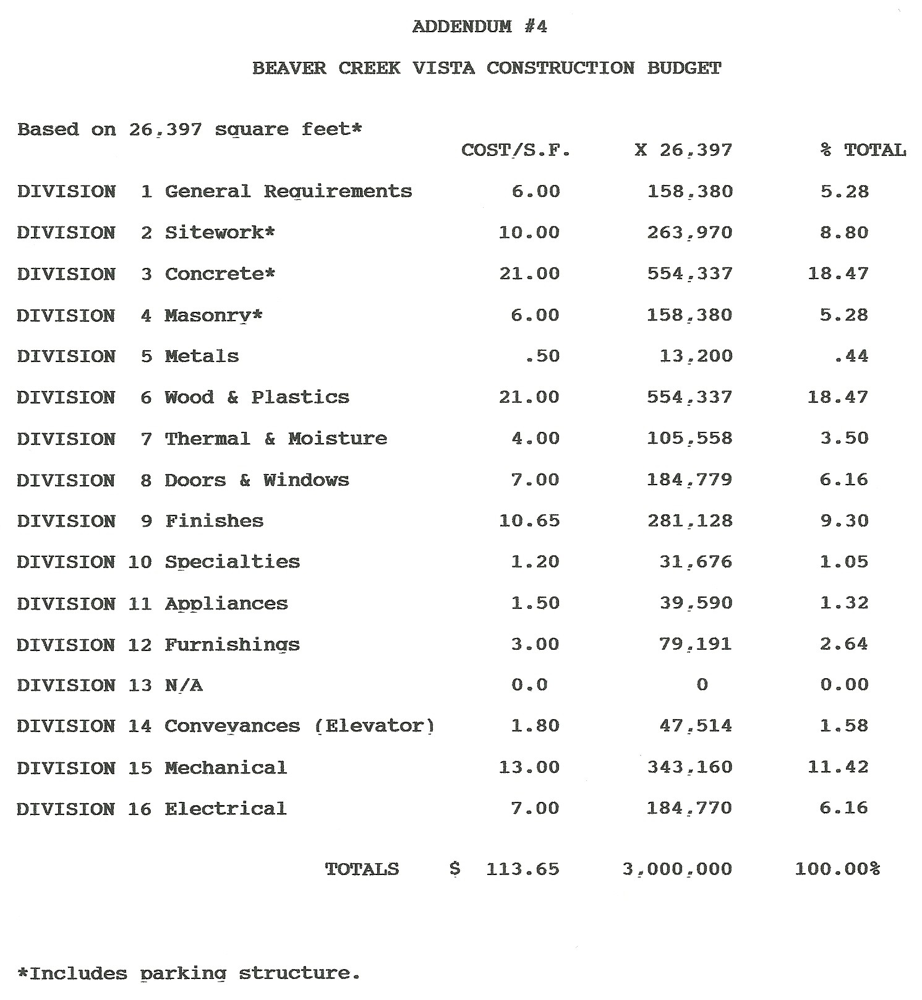 ADDENDUM #4
BEAVER CREEK VISTA CONSTRUCTION BUDGET
Based on 26,397 square feet*
COST/S.F. X 26,397 % TOTAL
DIVISION 1 General Requirements 6.00 158,380 5.28
DIVISION 2 Sitework* 10.00 263,970 8.80
DIVISION 3 Concrete* 21.00 554,337 18.47
DIVISION 4 Masonry* 6.00 158,380 5.28
DIVISION 5 Metals .50 13,200 .44
DIVISION 6 Wood & Plastics 21.00 554,337 18.47
DIVISION 7 Thermal & Moisture 4.00 105,558 3.50
DIVISION 8 Doors & Windows 7.00 184,779 6.16
DIVISION 9 Finishes 10.65 281,128 9.30
DIVISION 10 Specialties 1.20 31,676 1.05
DIVISION 11 Appliances 1.50 39,590 1.32
DIVISION 12 Furnishings 3.00 79,191 2.64
DIVISION 13 N/A 0.0 0 0.00
DIVISION 14 Conveyances (Elevator) 1.80 47,514 1.58
DIVISION 15 Mechanical 13.00 343,160 11.42
DIVISION 16 Electrical 7.00 184,770 6.16
TOTALS $ 113.65 3,000,000 100.00%
*Includes parking structure.